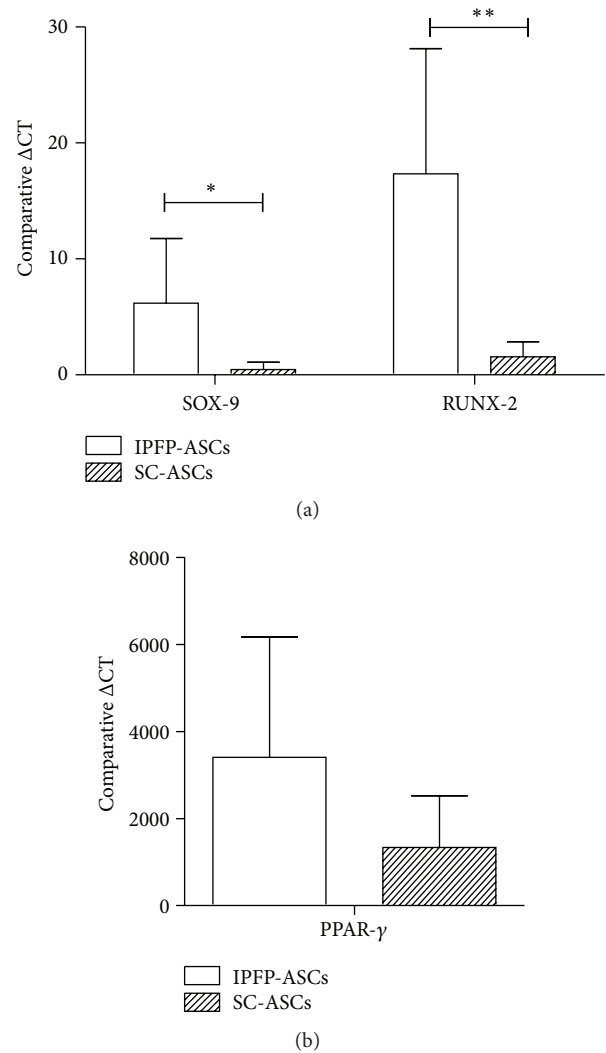 30
**
20
*
10
0
Comparative ΔCT
SOX-9 RUNX-2
IPFP-ASCs
SC-ASCs
(a)
8000
6000
4000
2000
0
Comparative ΔCT
PPAR-γ
IPFP-ASCs
SC-ASCs
(b)